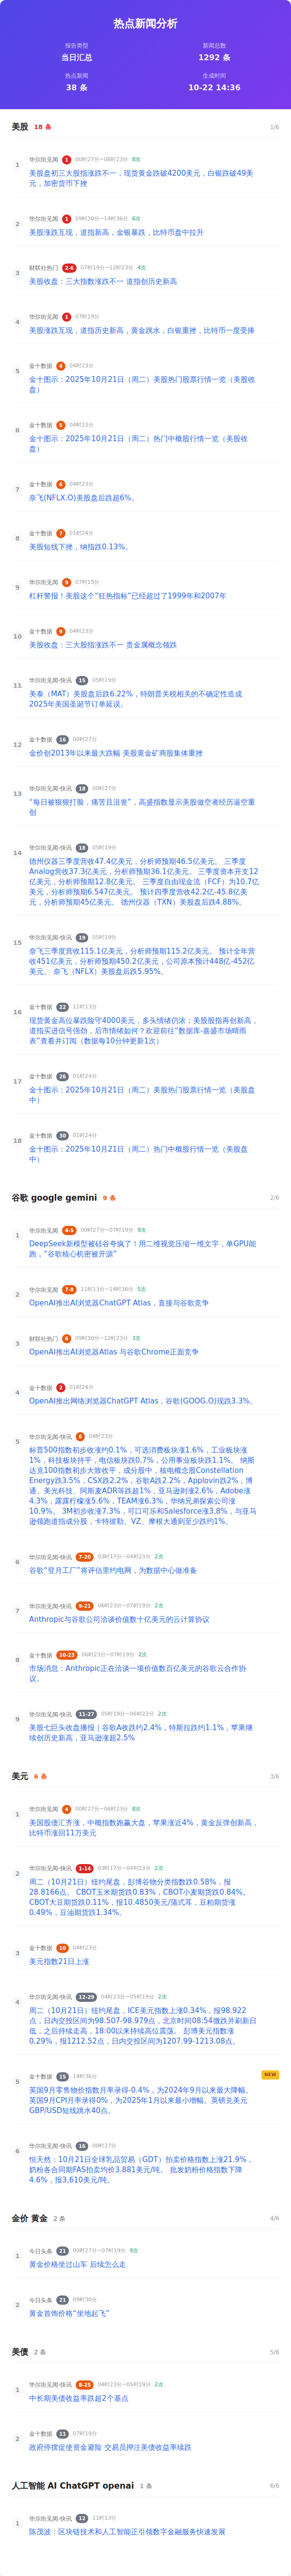 热点新闻分析
报告类型
新闻总数
当日汇总
1292 条
热点新闻
生成时间
38 条
10-22 14:36
美股 18 条 1/6
1
华尔街见闻 1 00时27分~06时23分 8次
美股盘初三大股指涨跌不一，现货黄金跌破4200美元，白银跌破49美
元，加密货币下挫
2
华尔街见闻 1 09时30分~14时36分 6次
美股涨跌互现，道指新高，金银暴跌，比特币盘中拉升
3
财联社热门 2-6 07时19分~12时23分 4次
美股收盘：三大指数涨跌不一 道指创历史新高
4
华尔街见闻 1 07时19分
美股涨跌互现，道指历史新高，黄金跳水，白银重挫，比特币一度受捧
5
金十数据 4 04时23分
金十图示：2025年10月21日（周二）美股热门股票行情一览（美股收
盘）
6
金十数据 5 04时23分
金十图示：2025年10月21日（周二）热门中概股行情一览（美股收
盘）
7
金十数据 6 04时23分
奈飞(NFLX.O)美股盘后跌超6%。
8
金十数据 7 01时24分
美股短线下挫，纳指跌0.13%。
9
华尔街见闻 9 07时19分
杠杆警报！美股这个“狂热指标”已经超过了1999年和2007年
10
金十数据 9 04时23分
美股收盘：三大股指涨跌不一 贵金属概念领跌
11
华尔街见闻-快讯 15 05时19分
美泰（MAT）美股盘后跌6.22%，特朗普关税相关的不确定性造成
2025年美国圣诞节订单延误。
12
金十数据 16 00时27分
金价创2013年以来最大跌幅 美股黄金矿商股集体重挫
13
华尔街见闻-快讯 18 00时27分
“每日被狠狠打脸，痛苦且沮丧”，高盛指数显示美股做空者经历逼空重
创
14
华尔街见闻-快讯 18 05时19分
德州仪器三季度营收47.4亿美元，分析师预期46.5亿美元。 三季度
Analog营收37.3亿美元，分析师预期36.1亿美元。 三季度资本开支12
亿美元，分析师预期12.8亿美元。 三季度自由现金流（FCF）为10.7亿
美元，分析师预期6.547亿美元。 预计四季度营收42.2亿-45.8亿美
元，分析师预期45亿美元。 德州仪器（TXN）美股盘后跌4.88%。
15
华尔街见闻-快讯 19 05时19分
奈飞三季度营收115.1亿美元，分析师预期115.2亿美元。 预计全年营
收451亿美元，分析师预期450.2亿美元，公司原本预计448亿-452亿
美元。 奈飞（NFLX）美股盘后跌5.95%。
16
金十数据 22 11时13分
现货黄金高位暴跌险守4000美元，多头情绪仍浓；美股股指再创新高，
道指买进信号强劲，后市情绪如何？欢迎前往“数据库-嘉盛市场晴雨
表”查看并订阅（数据每10分钟更新1次）
17
金十数据 26 01时24分
金十图示：2025年10月21日（周二）美股热门股票行情一览（美股盘
中）
18
金十数据 30 01时24分
金十图示：2025年10月21日（周二）热门中概股行情一览（美股盘
中）
谷歌 google gemini 9 条 2/6
1
华尔街见闻 4-5 00时27分~07时19分 9次
DeepSeek新模型被硅谷夸疯了！用二维视觉压缩一维文字，单GPU能
跑，“谷歌核心机密被开源”
2
华尔街见闻 7-8 11时13分~14时36分 5次
OpenAI推出AI浏览器ChatGPT Atlas，直接与谷歌竞争
3
财联社热门 6 09时30分~12时23分 3次
OpenAI推出AI浏览器Atlas 与谷歌Chrome正面竞争
4
金十数据 2 01时24分
OpenAI推出网络浏览器ChatGPT Atlas，谷歌(GOOG.O)现跌3.3%。
5
华尔街见闻-快讯 6 04时23分
标普500指数初步收涨约0.1%，可选消费板块涨1.6%，工业板块涨
1%，科技板块持平，电信板块跌0.7%，公用事业板块跌1.1%。 纳斯
达克100指数初步大致收平，成分股中，核电概念股Constellation
Energy跌3.5%，CSX跌2.2%，谷歌A跌2.2%，Applovin跌2%，博
通、美光科技、阿斯麦ADR等跌超1%，亚马逊则涨2.6%，Adobe涨
4.3%，露露柠檬涨5.6%，TEAM涨6.3%，华纳兄弟探索公司涨
10.9%。 3M初步收涨7.3%，可口可乐和Salesforce涨3.8%，与亚马
逊领跑道指成分股，卡特彼勒、VZ、摩根大通则至少跌约1%。
6
华尔街见闻-快讯 7-20 03时17分~04时23分 2次
谷歌“登月工厂”将评估里约电网，为数据中心做准备
7
华尔街见闻-快讯 9-21 06时23分~07时19分 2次
Anthropic与谷歌公司洽谈价值数十亿美元的云计算协议
8
金十数据 10-23 06时23分~07时19分 2次
市场消息：Anthropic正在洽谈一项价值数百亿美元的谷歌云合作协
议。
9
华尔街见闻-快讯 11-27 05时19分~06时23分 2次
美股七巨头收盘播报｜谷歌A收跌约2.4%，特斯拉跌约1.1%，苹果继
续创历史新高，亚马逊涨超2.5%
美元 6 条 3/6
1
华尔街见闻 4 00时27分~06时23分 8次
美国股债汇齐涨，中概指数跑赢大盘，苹果涨近4%，黄金反弹创新高，
比特币涨回11万美元
2
华尔街见闻-快讯 1-14 03时17分~04时23分 2次
周二（10月21日）纽约尾盘，彭博谷物分类指数跌0.58%，报
28.8166点。 CBOT玉米期货跌0.83%，CBOT小麦期货跌0.84%。
CBOT大豆期货跌0.11%，报10.4850美元/蒲式耳，豆粕期货涨
0.49%，豆油期货跌1.34%。
3
金十数据 10 04时23分
美元指数21日上涨
4
华尔街见闻-快讯 12-29 04时23分~05时19分 2次
周二（10月21日）纽约尾盘，ICE美元指数上涨0.34%，报98.922
点，日内交投区间为98.507-98.979点，北京时间08:54微跌并刷新日
低，之后持续走高，18:00以来持续高位震荡。 彭博美元指数涨
0.29%，报1212.52点，日内交投区间为1207.99-1213.08点。
5
金十数据 15 14时36分
NEW
英国9月零售物价指数月率录得-0.4%，为2024年9月以来最大降幅。
英国9月CPI月率录得0%，为2025年1月以来最小增幅。英镑兑美元
GBP/USD短线跳水40点。
6
华尔街见闻-快讯 16 00时27分
恒天然：10月21日全球乳品贸易（GDT）拍卖价格指数上涨21.9%，
奶粉各合同期FAS拍卖均价3.881美元/吨。 批发奶粉价格指数下降
4.6%，报3,610美元/吨。
金价 黄金 2 条 4/6
1
今日头条 21 00时27分~07时19分 9次
黄金价格坐过山车 后续怎么走
2
今日头条 21 09时30分
黄金首饰价格“坐地起飞”
美债 2 条 5/6
1
华尔街见闻-快讯 8-25 04时23分~05时19分 2次
中长期美债收益率跌超2个基点
2
金十数据 11 07时19分
政府停摆促使资金避险 交易员押注美债收益率续跌
人工智能 AI ChatGPT openai 1 条 6/6
1
华尔街见闻-快讯 12 11时13分
陈茂波：区块链技术和人工智能正引领数字金融服务快速发展